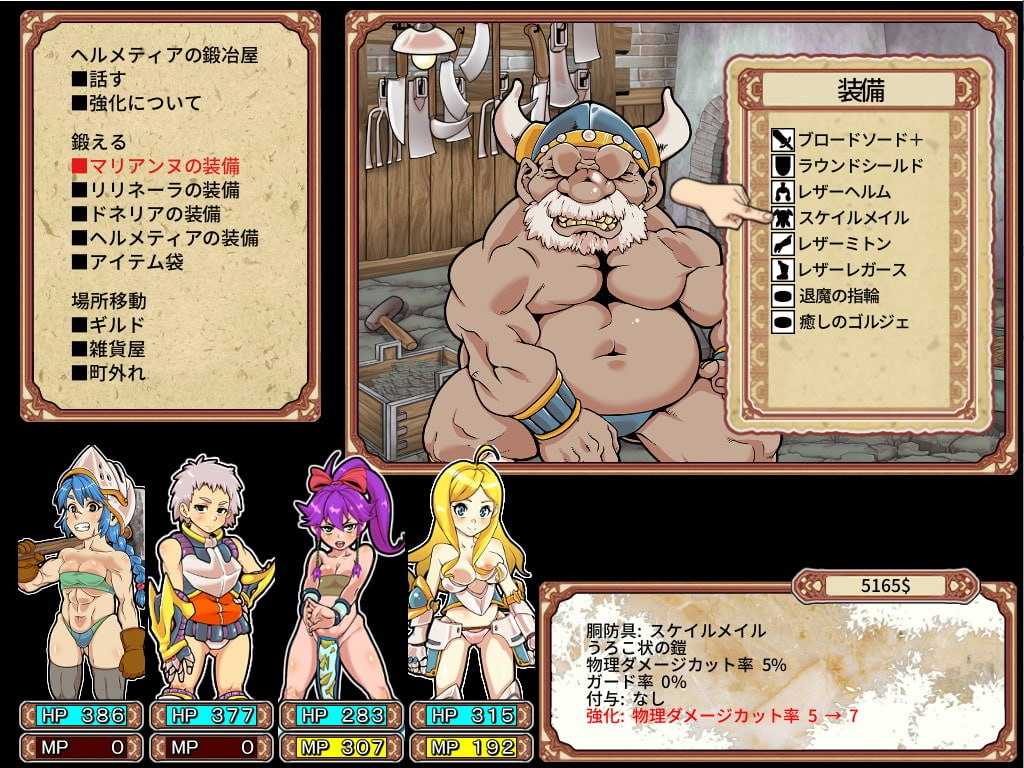 ヘルメティアの鍛冶屋
■話す
■強化について
鍛える
■マリアンヌの装備
■リリネーラの装備
■ドネリアの装備
■ヘルメティアの装備
■アイテム袋
場所移動
■ギルド
■雑貨屋
■町外れ
装備
ブロードソード＋
ラウンドシールド
レザーヘルム
スケイルメイル
レザーミトン
レザーレガース
退魔の指輪
癒しのゴルジェ
HP 386
MP 0
HP 377
MP 0
HP 283
MP 307
HP 315
MP 192
5165$
胴防具: スケイルメイル
うろこ状の鎧
物理ダメージカット率 5%
ガード率 0%
付与: なし
強化: 物理ダメージカット率 5 → 7